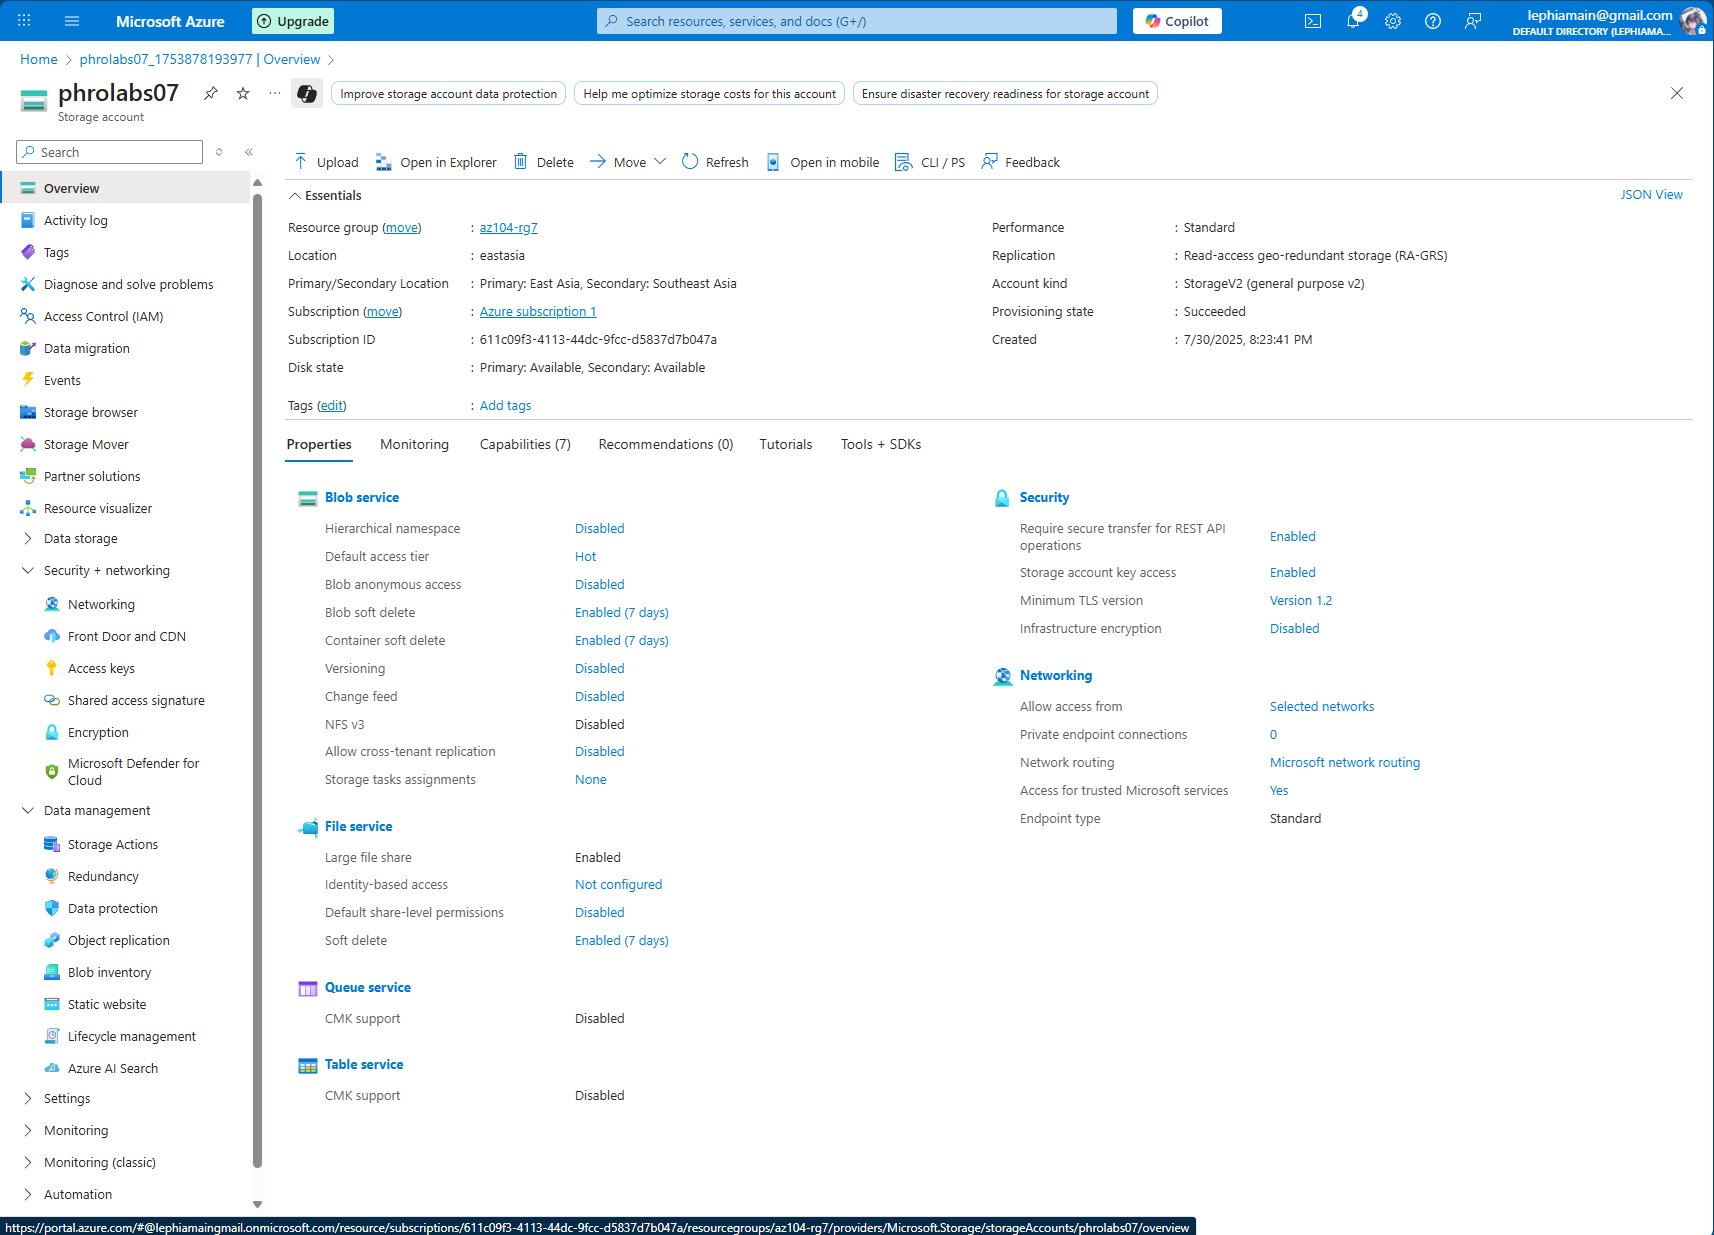 Microsoft Azure
Upgrade
Search resources, services, and docs (G+/)
Copilot
4
lephiamain@gmail.com
DEFAULT DIRECTORY (LEPHIAMA...
Home > phrolabs07_1753878193977 | Overview >
phrolabs07
Storage account
Improve storage account data protection
Help me optimize storage costs for this account
Ensure disaster recovery readiness for storage account
Search
Overview
Activity log
Tags
Diagnose and solve problems
Access Control (IAM)
Data migration
Events
Storage browser
Storage Mover
Partner solutions
Resource visualizer
Data storage
Security + networking
Networking
Front Door and CDN
Access keys
Shared access signature
Encryption
Microsoft Defender for
Cloud
Data management
Storage Actions
Redundancy
Data protection
Object replication
Blob inventory
Static website
Lifecycle management
Azure AI Search
Settings
Monitoring
Monitoring (classic)
Automation
Upload Open in Explorer Delete Move Refresh Open in mobile CLI / PS Feedback
Essentials
JSON View
Resource group (move) : az104-rg7
Location : eastasia
Primary/Secondary Location : Primary: East Asia, Secondary: Southeast Asia
Subscription (move) : Azure subscription 1
Subscription ID : 611c09f3-4113-44dc-9fcc-d5837d7b047a
Disk state : Primary: Available, Secondary: Available
Tags (edit) : Add tags
Performance : Standard
Replication : Read-access geo-redundant storage (RA-GRS)
Account kind : StorageV2 (general purpose v2)
Provisioning state : Succeeded
Created : 7/30/2025, 8:23:41 PM
Properties Monitoring Capabilities (7) Recommendations (0) Tutorials Tools + SDKs
Blob service
Hierarchical namespace Disabled
Default access tier Hot
Blob anonymous access Disabled
Blob soft delete Enabled (7 days)
Container soft delete Enabled (7 days)
Versioning Disabled
Change feed Disabled
NFS v3 Disabled
Allow cross-tenant replication Disabled
Storage tasks assignments None
File service
Large file share Enabled
Identity-based access Not configured
Default share-level permissions Disabled
Soft delete Enabled (7 days)
Queue service
CMK support Disabled
Table service
CMK support Disabled
Security
Require secure transfer for REST API
operations Enabled
Storage account key access Enabled
Minimum TLS version Version 1.2
Infrastructure encryption Disabled
Networking
Allow access from Selected networks
Private endpoint connections 0
Network routing Microsoft network routing
Access for trusted Microsoft services Yes
Endpoint type Standard
https://portal.azure.com/#@lephiamaingmail.onmicrosoft.com/resource/subscriptions/611c09f3-4113-44dc-9fcc-d5837d7b047a/resourcegroups/az104-rg7/providers/Microsoft.Storage/storageAccounts/phrolabs07/overview